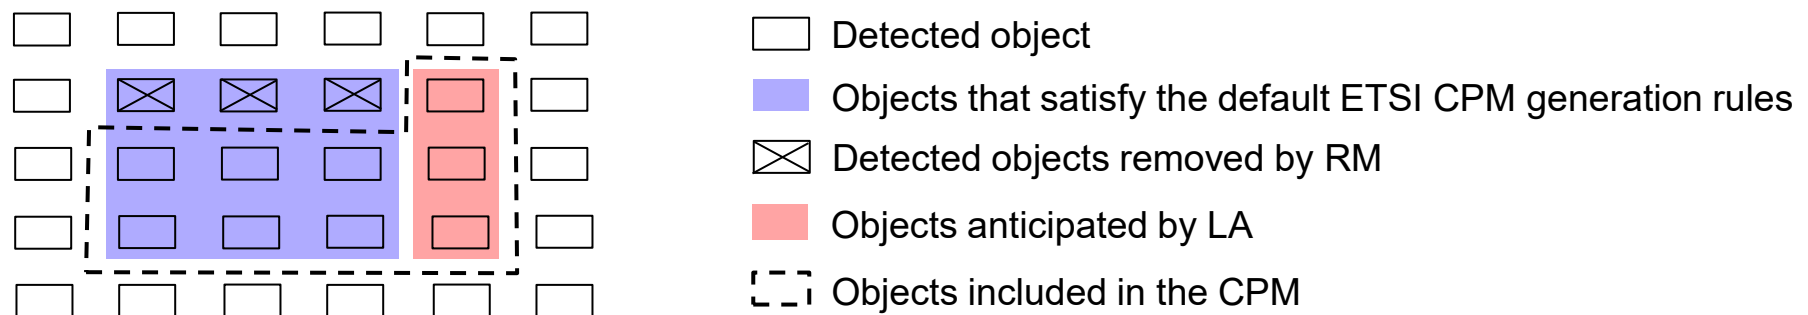 Detected object
Objects that satisfy the default ETSI CPM generation rules
Detected objects removed by RM
Objects anticipated by LA
Objects included in the CPM